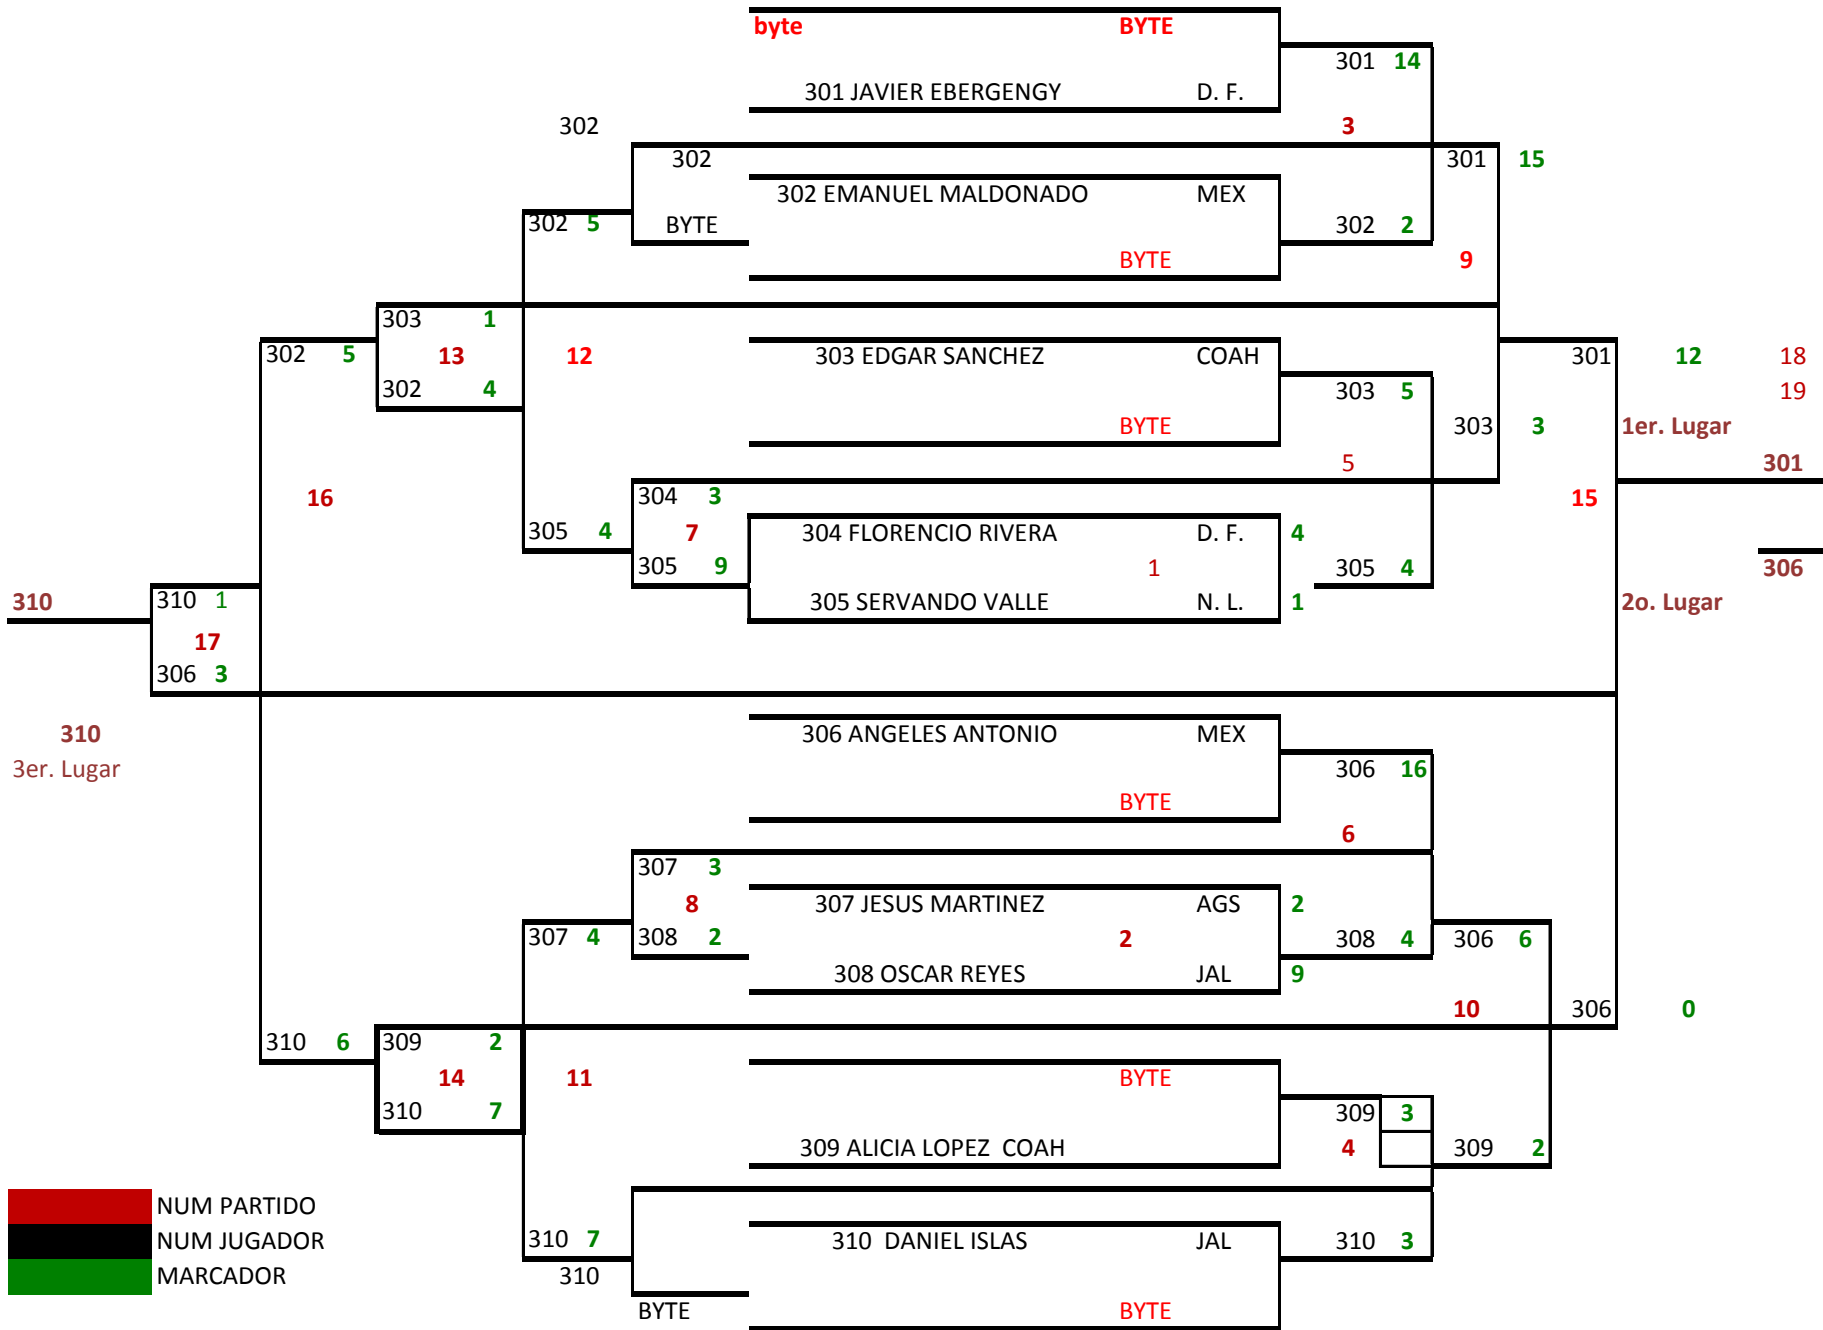 byte BYTE
301 14
301 JAVIER EBERGENGY D. F.
302 3
302 301 15
302 EMANUEL MALDONADO MEX
302 5 BYTE 302 2
BYTE 9
303 1
302 5 13 12 303 EDGAR SANCHEZ COAH 301 12 18
302 4 303 5 19
BYTE 303 3 1er. Lugar
5 301
304 3
16 15
305 4 7 304 FLORENCIO RIVERA D. F. 4
305 9 1 305 4 306
310 310 1 305 SERVANDO VALLE N. L. 1 2o. Lugar
17
306 3
310 306 ANGELES ANTONIO MEX
3er. Lugar 306 16
BYTE
6
307 3
8 307 JESUS MARTINEZ AGS 2
307 4 308 2 2 308 4 306 6
308 OSCAR REYES JAL 9
10 306 0
310 6 309 2
14 11 BYTE
310 7 309 3
309 ALICIA LOPEZ COAH 4 309 2
NUM PARTIDO
NUM JUGADOR 310 7 310 DANIEL ISLAS JAL 310 3
MARCADOR 310
BYTE BYTE